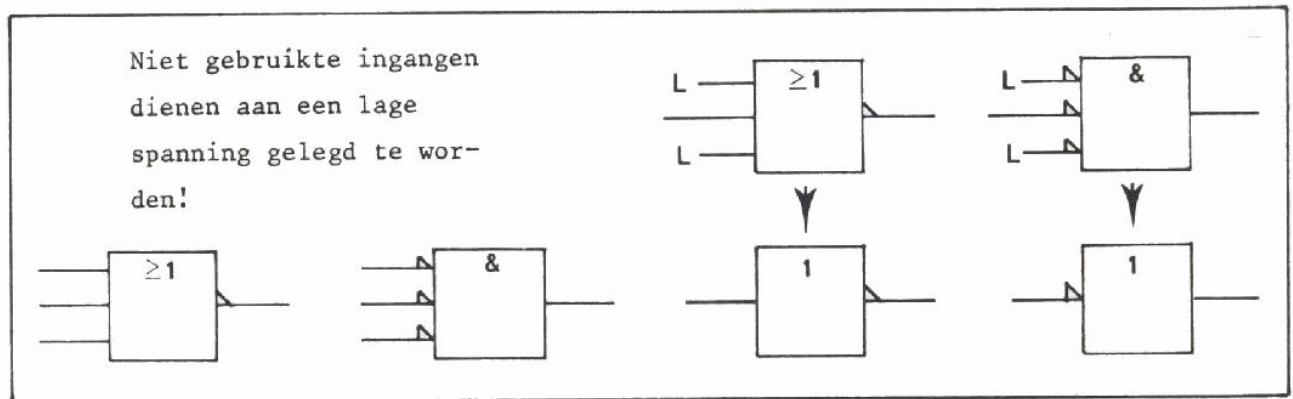 Niet gebruikte ingangen
dienen aan een lage
spanning gelegd te wor-
den!
L
≥1
L
L
&
L
≥1
&
1
1